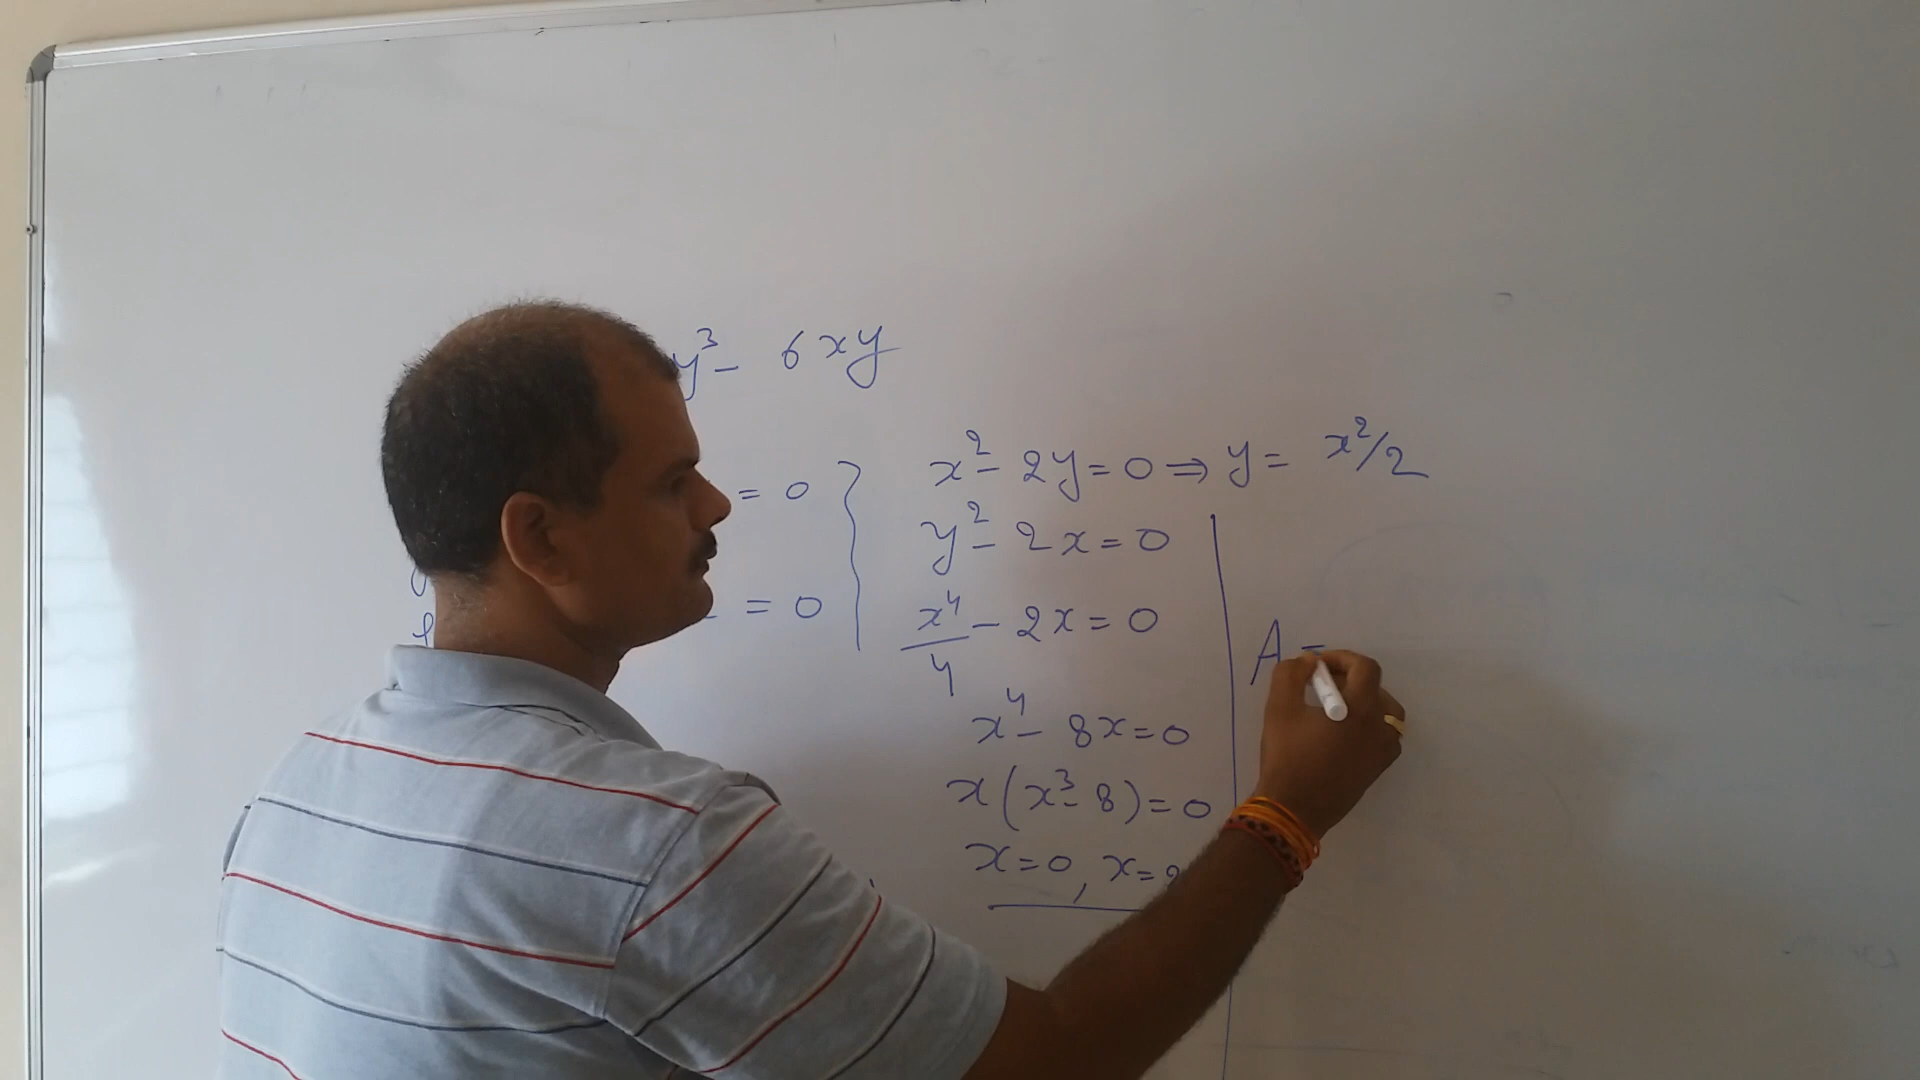 y³ - 6xy
x² - 2y = 0 ⇒ y = x²/2
= 0
y² - 2x = 0
= 0
x⁴/4 - 2x = 0
A =
x⁴ - 8x = 0
x(x³ - 8) = 0
x = 0, x = 2